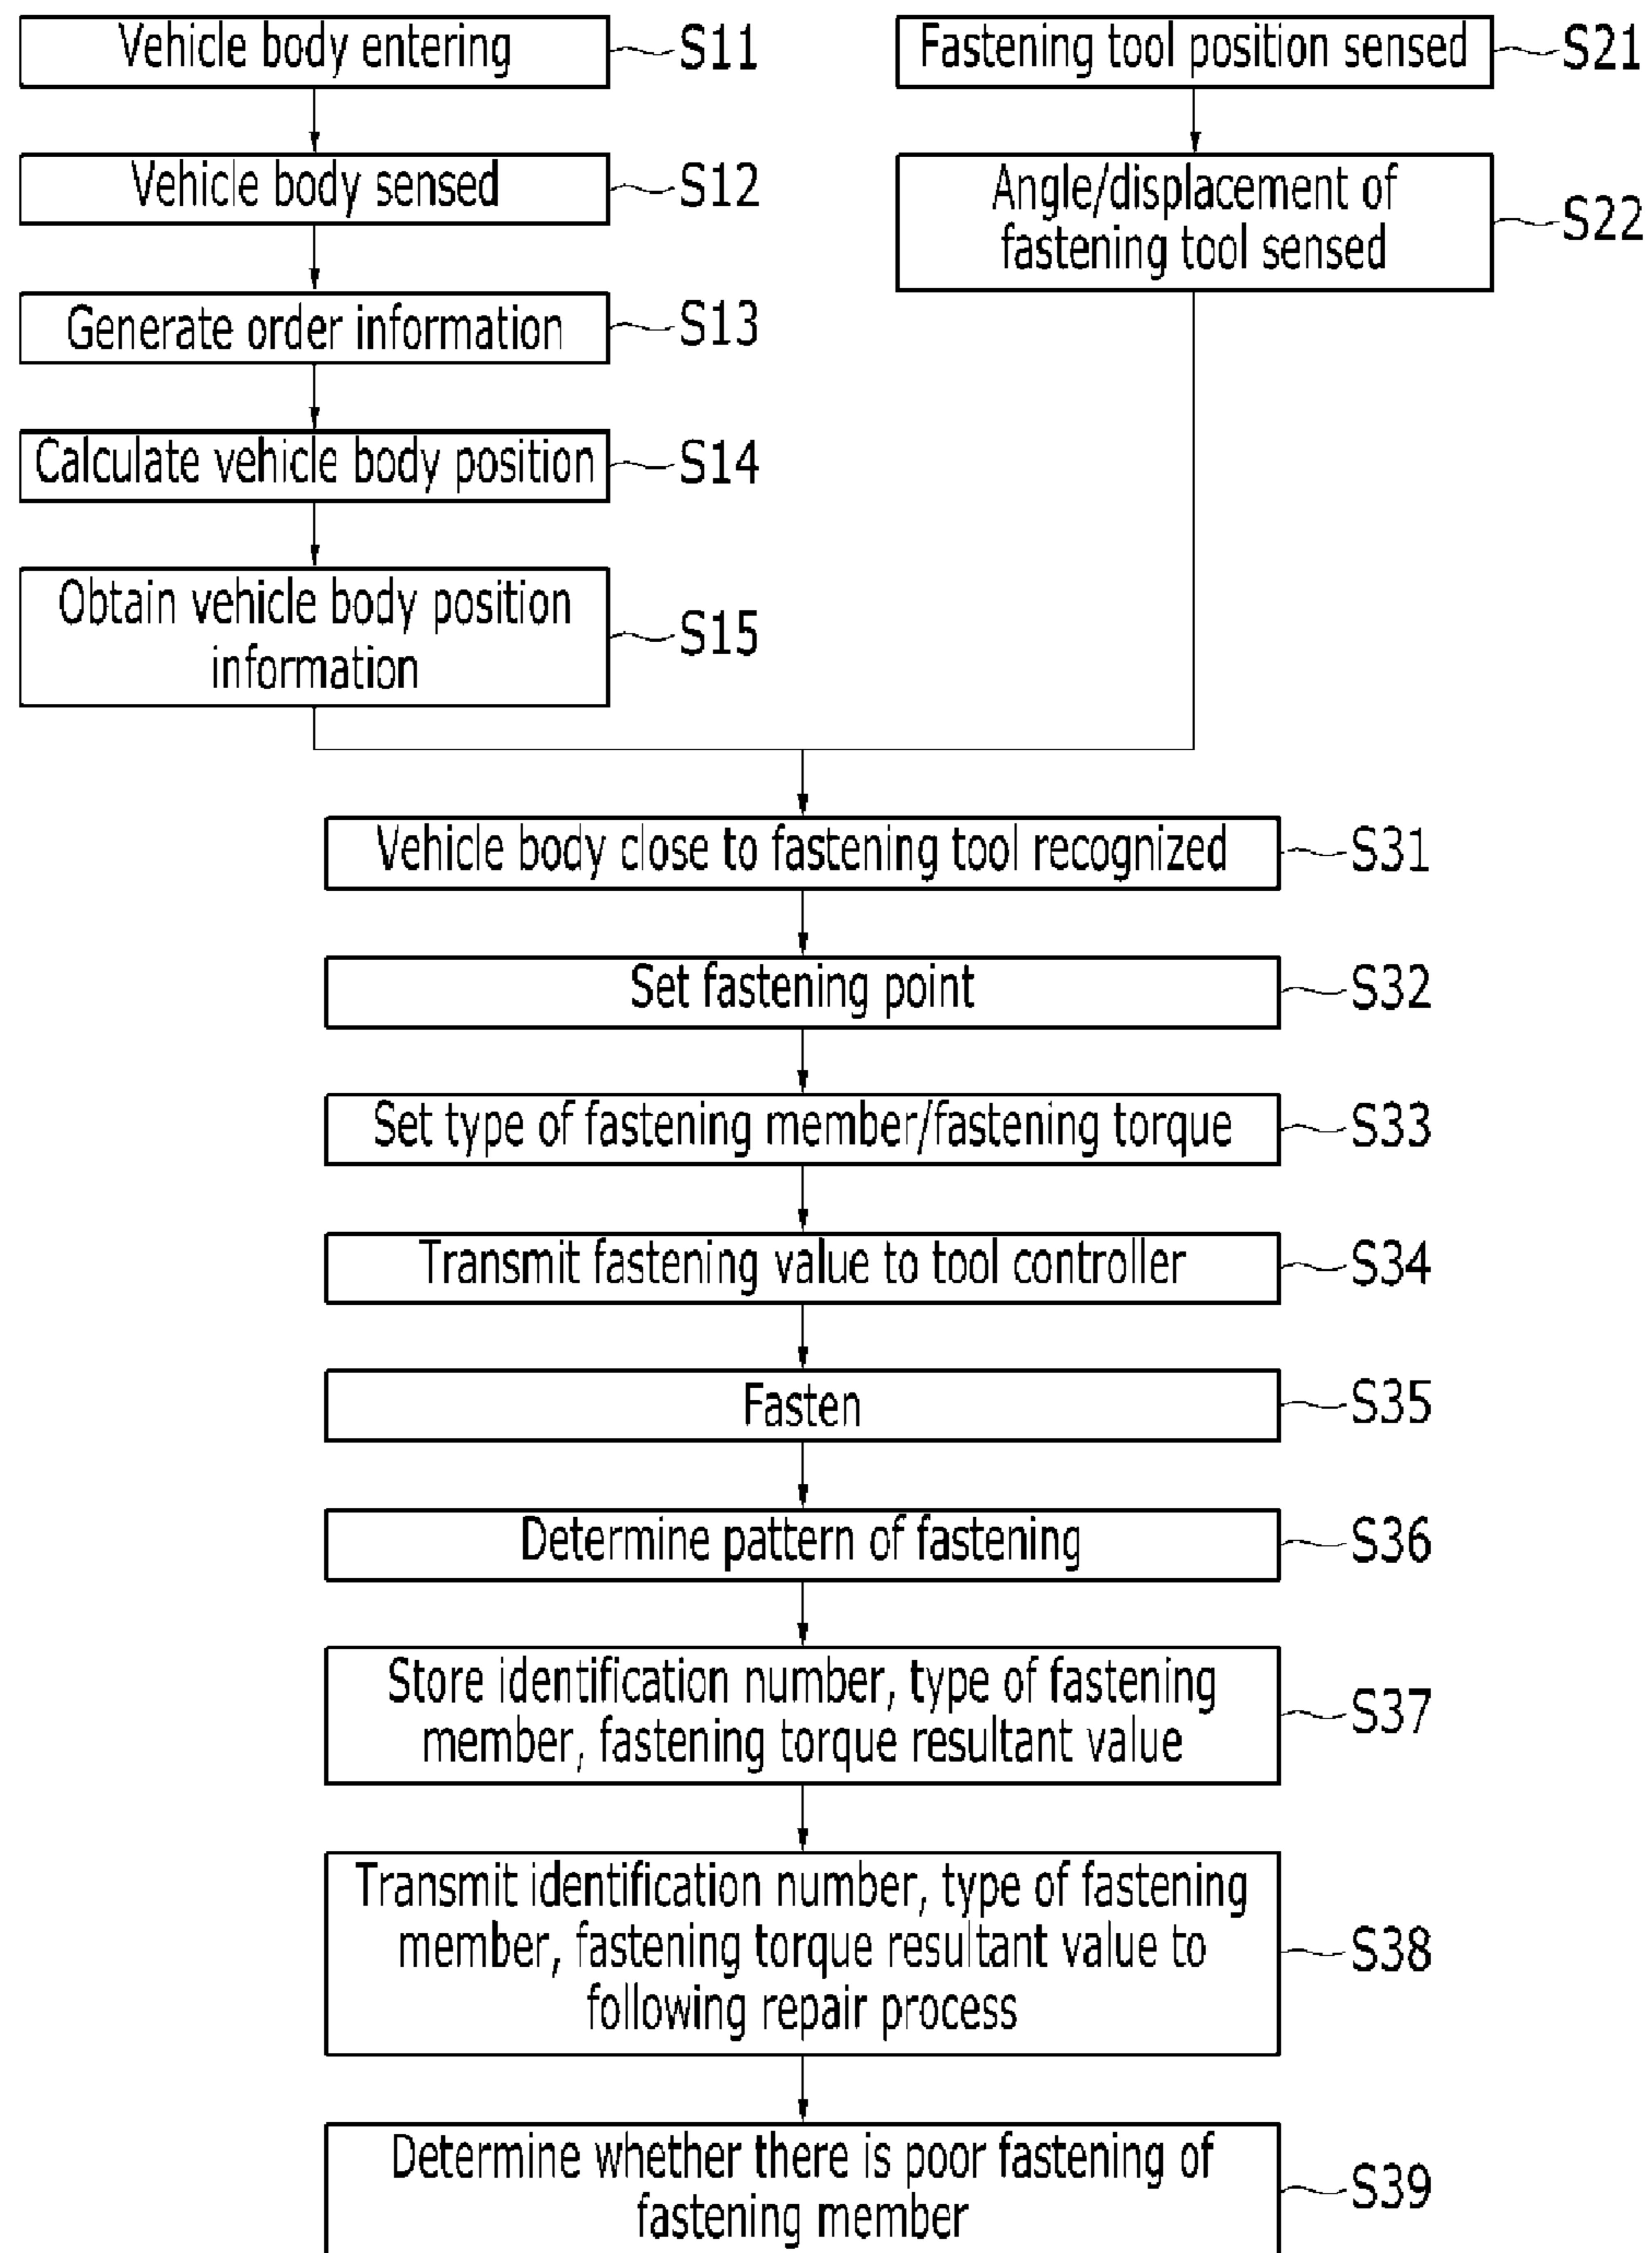 Vehicle body entering
S11
Vehicle body sensed
S12
Generate order information
S13
Calculate vehicle body position
S14
Obtain vehicle body position
information
S15
Fastening tool position sensed
S21
Angle/displacement of
fastening tool sensed
S22
Vehicle body close to fastening tool recognized
S31
Set fastening point
S32
Set type of fastening member/fastening torque
S33
Transmit fastening value to tool controller
S34
Fasten
S35
Determine pattern of fastening
S36
Store identification number, type of fastening
member, fastening torque resultant value
S37
Transmit identification number, type of fastening
member, fastening torque resultant value to
following repair process
S38
Determine whether there is poor fastening of
fastening member
S39